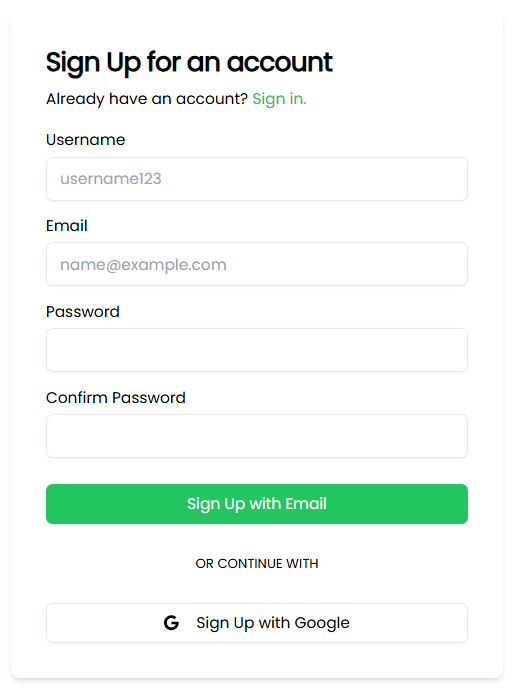 Sign Up for an account
Already have an account? Sign in.
Username
username123
Email
name@example.com
Password
Confirm Password
Sign Up with Email
OR CONTINUE WITH
G Sign Up with Google